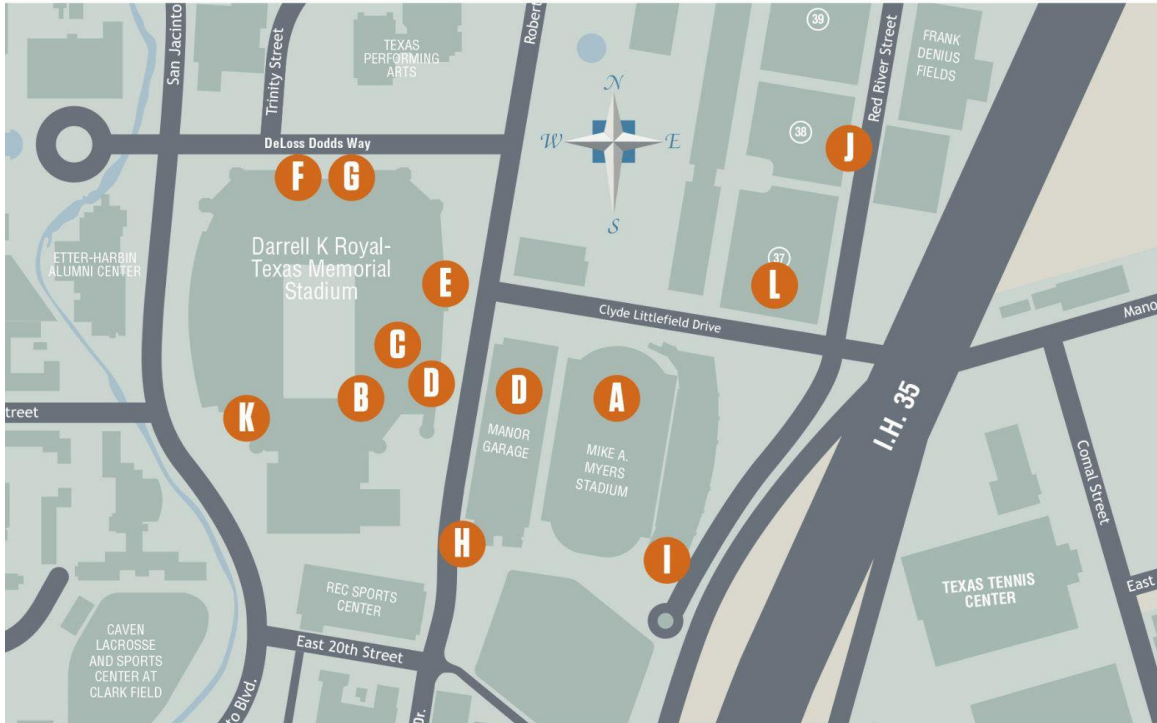 San Jacinto
Trinity Street
TEXAS
PERFORMING
ARTS
Robert
39
Red River Street
FRANK
DENIUS
FIELDS
N
W
E
S
38
J
DeLoss Dodds Way
F
G
Darrell K Royal-
Texas Memorial
Stadium
ETTER-HARBIN
ALUMNI CENTER
E
37
L
Clyde Littlefield Drive
Mano
C
B
D
D
A
K
treet
MANOR
GARAGE
MIKE A.
MYERS
STADIUM
I.H. 35
Comal Street
H
I
REC SPORTS
CENTER
TEXAS TENNIS
CENTER
East
East 20th Street
CAVEN
LACROSSE
AND SPORTS
CENTER AT
CLARK FIELD
to Blvd.
Dr.